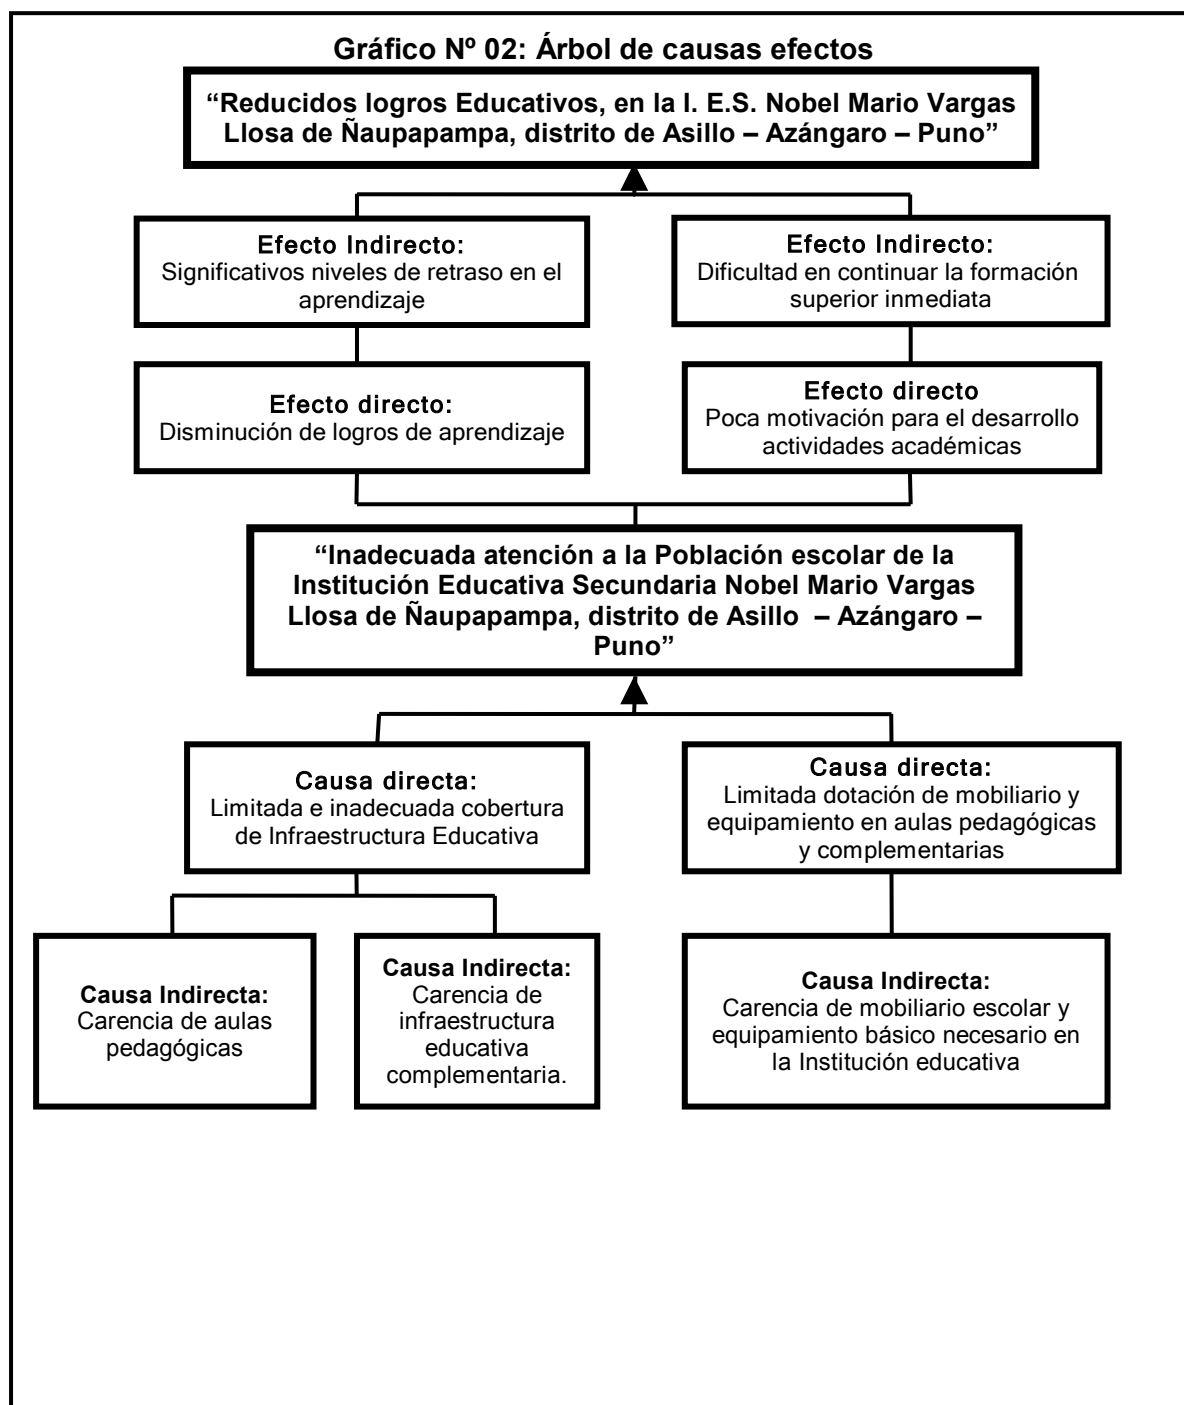 Gráfico Nº 02: Árbol de causas efectos
“Reducidos logros Educativos, en la I. E.S. Nobel Mario Vargas
Llosa de Ñaupapampa, distrito de Asillo – Azángaro – Puno”
Efecto Indirecto:
Significativos niveles de retraso en el
aprendizaje
Efecto Indirecto:
Dificultad en continuar la formación
superior inmediata
Efecto directo:
Disminución de logros de aprendizaje
Efecto directo
Poca motivación para el desarrollo
actividades académicas
“Inadecuada atención a la Población escolar de la
Institución Educativa Secundaria Nobel Mario Vargas
Llosa de Ñaupapampa, distrito de Asillo – Azángaro –
Puno”
Causa directa:
Limitada e inadecuada cobertura
de Infraestructura Educativa
Causa directa:
Limitada dotación de mobiliario y
equipamiento en aulas pedagógicas
y complementarias
Causa Indirecta:
Carencia de aulas
pedagógicas
Causa Indirecta:
Carencia de
infraestructura
educativa
complementaria.
Causa Indirecta:
Carencia de mobiliario escolar y
equipamiento básico necesario en
la Institución educativa